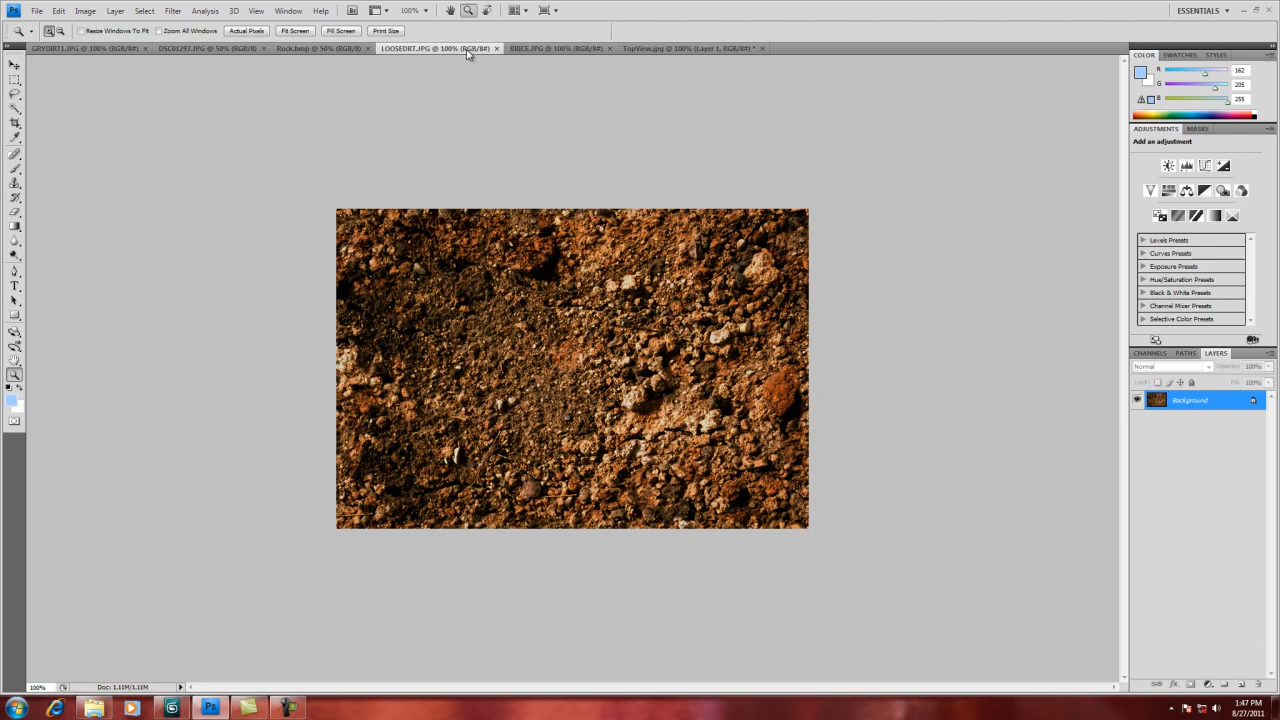 Ps File Edit Image Layer Select Filter Analysis 3D View Window Help Br 100% ESSENTIALS
Resize Windows To Fit Zoom All Windows Actual Pixels Fit Screen Fill Screen Print Size
GRYDIRT1.JPG @ 100% (RGB/8#) × DSC01297.JPG @ 50% (RGB/8) × Rock.bmp @ 50% (RGB/8) × LOOSEDRT.JPG @ 100% (RGB/8#) × BRICE.JPG @ 100% (RGB/8#) × TopView.jpg @ 100% (Layer 1, RGB/8#) * ×
COLOR SWATCHES STYLES
R 162
G 205
B 255
ADJUSTMENTS MASKS
Add an adjustment
Levels Presets
Curves Presets
Exposure Presets
Hue/Saturation Presets
Black & White Presets
Channel Mixer Presets
Selective Color Presets
CHANNELS PATHS LAYERS
Normal Opacity: 100%
Lock: Fill: 100%
Background
T
100% Doc: 1.11M/1.11M
Ps
1:47 PM
8/27/2011